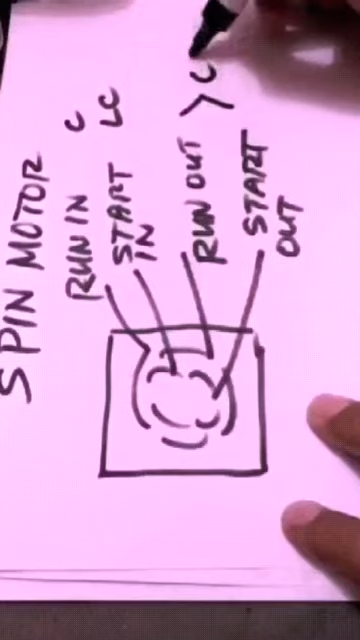 SPIN MOTOR
RUN IN C
START IN LC
RUN OUT > C
START OUT